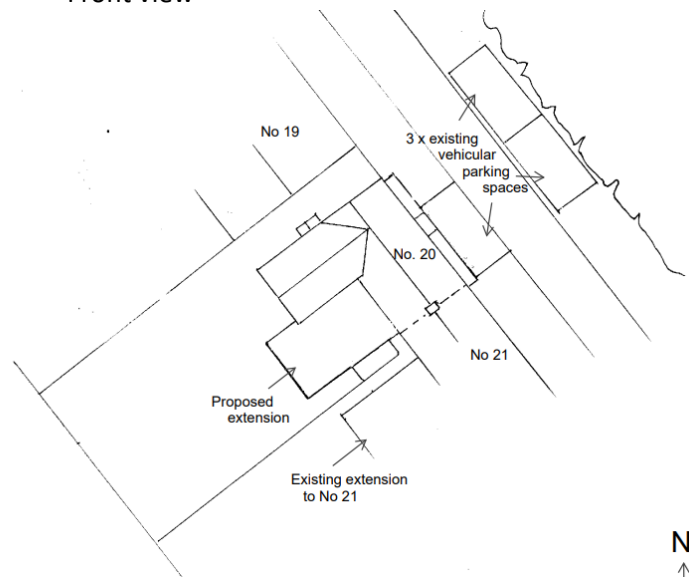 Front view
No 19
3 x existing
vehicular
parking
spaces
No. 20
No 21
Proposed
extension
Existing extension
to No 21
N